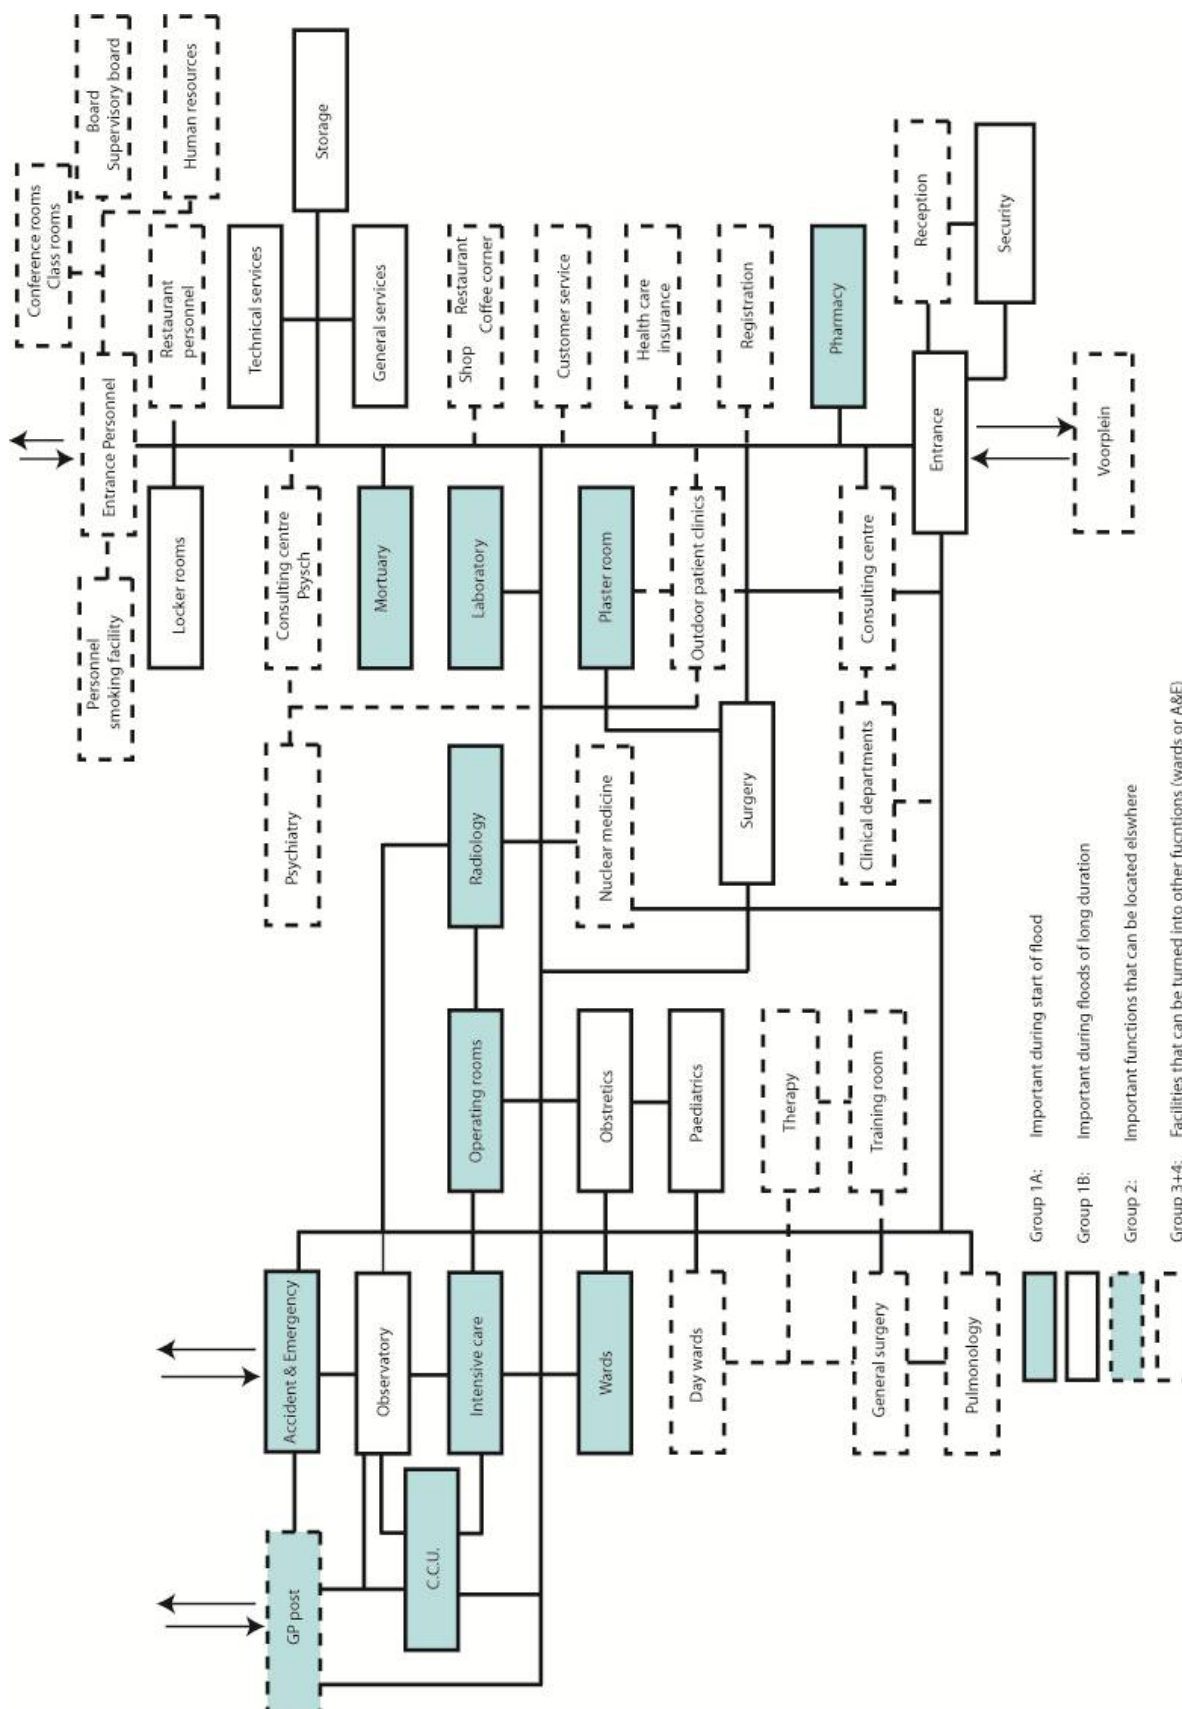 GP post
C.C.U.
Accident & Emergency
Observatory
Intensive care
Wards
Day wards
General surgery
Pulmonology
Operating rooms
Obstetrics
Paediatrics
Therapy
Training room
Psychiatry
Radiology
Nuclear medicine
Surgery
Clinical departments
Personnel
smoking facility
Locker rooms
Consulting centre
Psysch
Mortuary
Laboratory
Plaster room
Outdoor patient clinics
Consulting centre
Entrance Personnel
Entrance
Voorplein
Conference rooms
Class rooms
Board
Supervisory board
Human resources
Restaurant
personnel
Technical services
General services
Storage
Shop Restaurant
Coffee corner
Customer service
Health care
insurance
Registration
Pharmacy
Reception
Security
Group 1A: Important during start of flood
Group 1B: Important during floods of long duration
Group 2: Important functions that can be located elswhere
Group 3+4: Facilities that can be turned into other fucntions (wards or A&E)